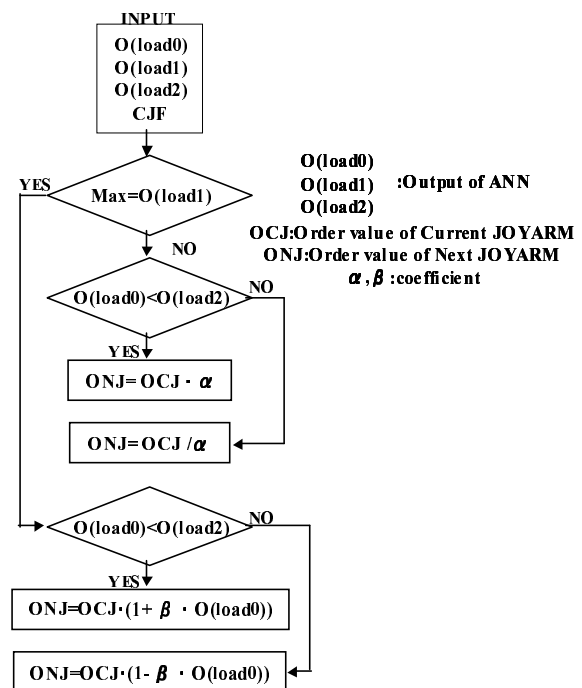 INPUT
O(load0)
O(load1)
O(load2)
CJF
YES
Max=O(load1)
O(load0)
O(load1) :Output of ANN
O(load2)
OCJ:Order value of Current JOYARM
ONJ:Order value of Next JOYARM
α,β:coefficient
NO
O(load0)<O(load2)
NO
YES
ONJ=OCJ·α
ONJ=OCJ/α
O(load0)<O(load2)
NO
YES
ONJ=OCJ·(1+β·O(load0))
ONJ=OCJ·(1-β·O(load0))